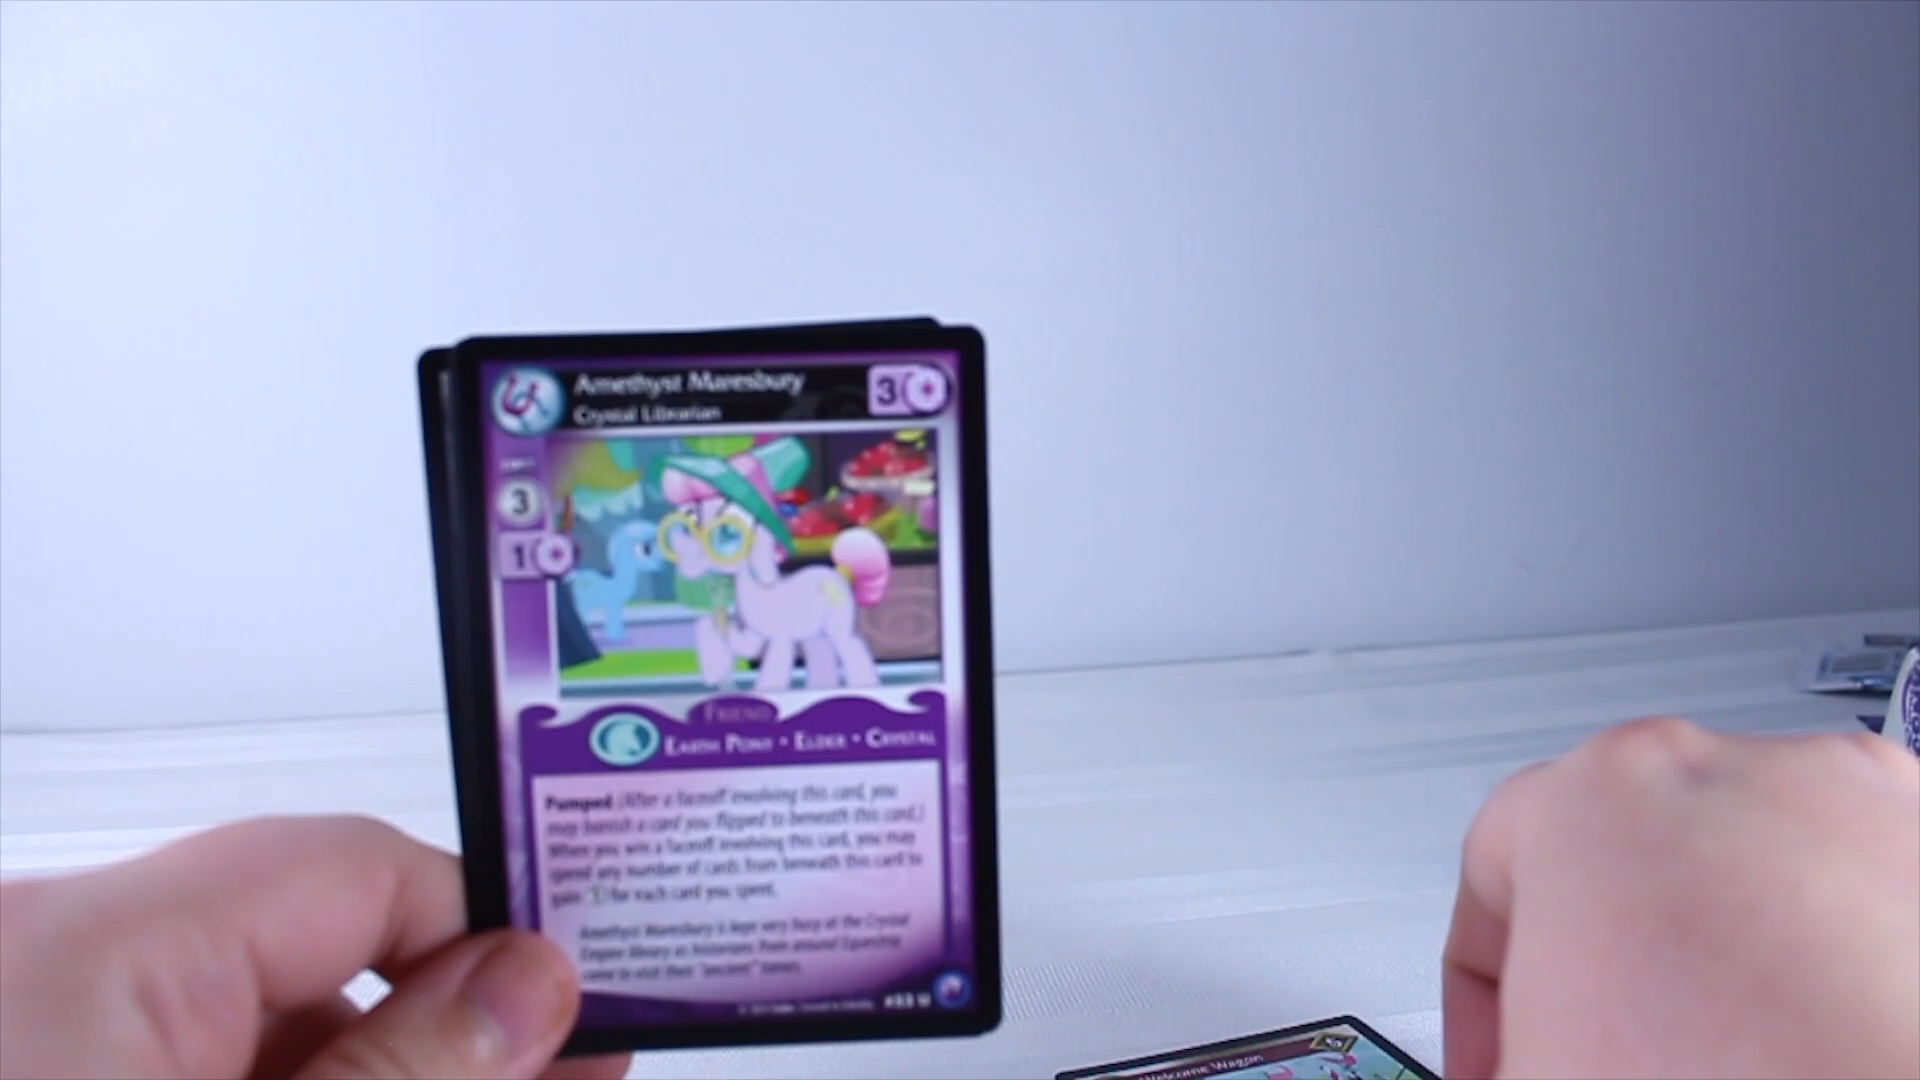 Amethyst Maresbury
Crystal Librarian
3
3
1
Friend
Earth Pony • Elder • Crystal
Pumped (After a faceoff involving this card, you
may banish a card you flipped to beneath this card.)
When you win a faceoff involving this card, you may
spend any number of cards from beneath this card to
gain 1 for each card you spent.
Amethyst Maresbury is kept very busy at the Crystal
Empire library as historians from around Equestria
come to visit their "ancient" tomes.
U
Welcome Wagon